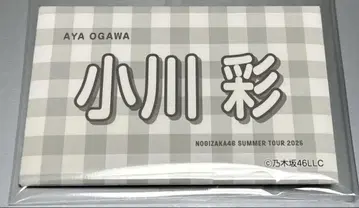 AYA OGAWA
小川 彩
NOGIZAKA46 SUMMER TOUR 2025
©乃木坂46LLC